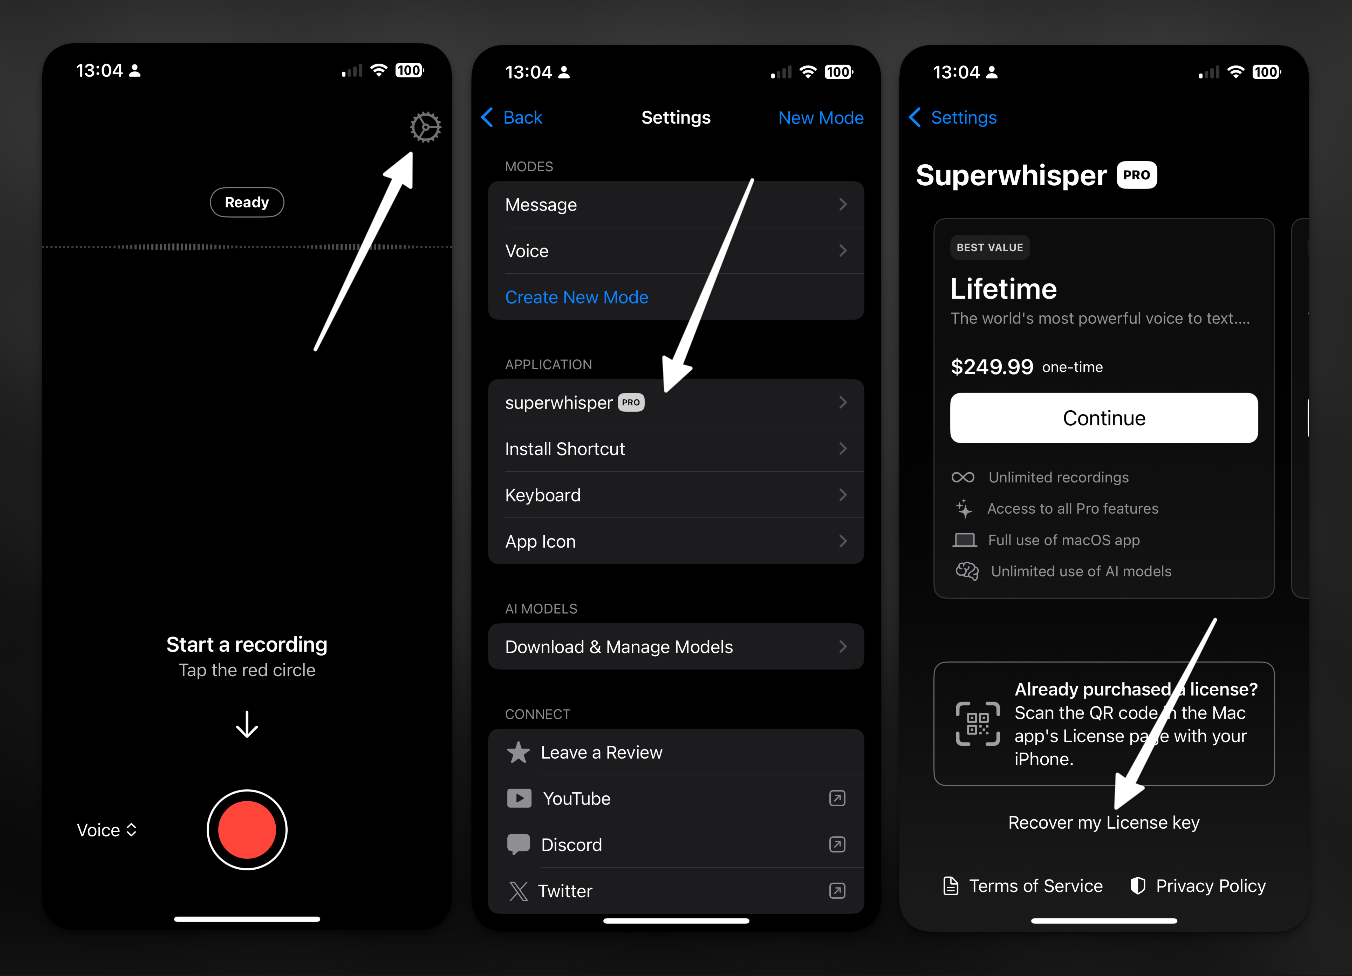 13:04
100
Ready
Start a recording
Tap the red circle
Voice
13:04
100
Back
Settings
New Mode
MODES
Message
Voice
Create New Mode
APPLICATION
superwhisper PRO
Install Shortcut
Keyboard
App Icon
AI MODELS
Download & Manage Models
CONNECT
Leave a Review
YouTube
Discord
Twitter
13:04
100
Settings
Superwhisper PRO
BEST VALUE
Lifetime
The world's most powerful voice to text....
$249.99 one-time
Continue
Unlimited recordings
Access to all Pro features
Full use of macOS app
Unlimited use of AI models
Already purchased a license?
Scan the QR code in the Mac
app's License page with your
iPhone.
Recover my License key
Terms of Service
Privacy Policy